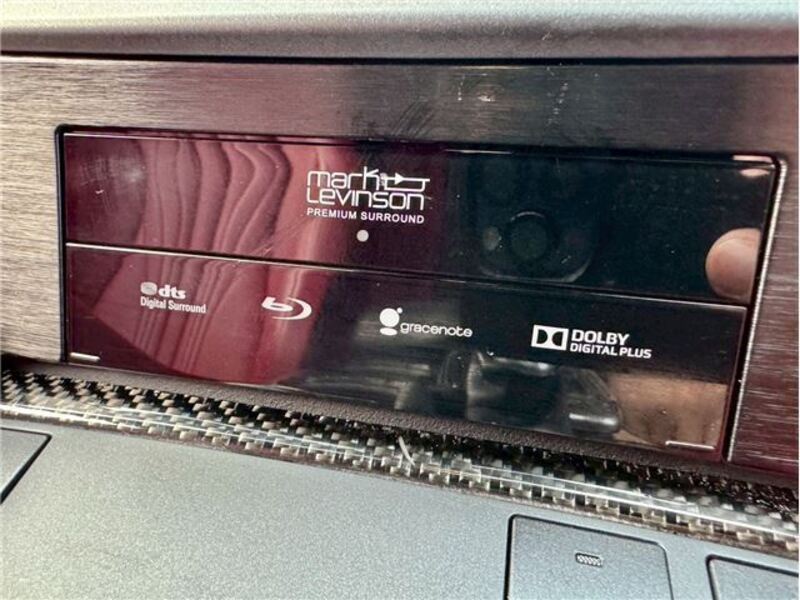 mark
Levinson
PREMIUM SURROUND
dts
Digital Surround
gracenote
DOLBY
DIGITAL PLUS